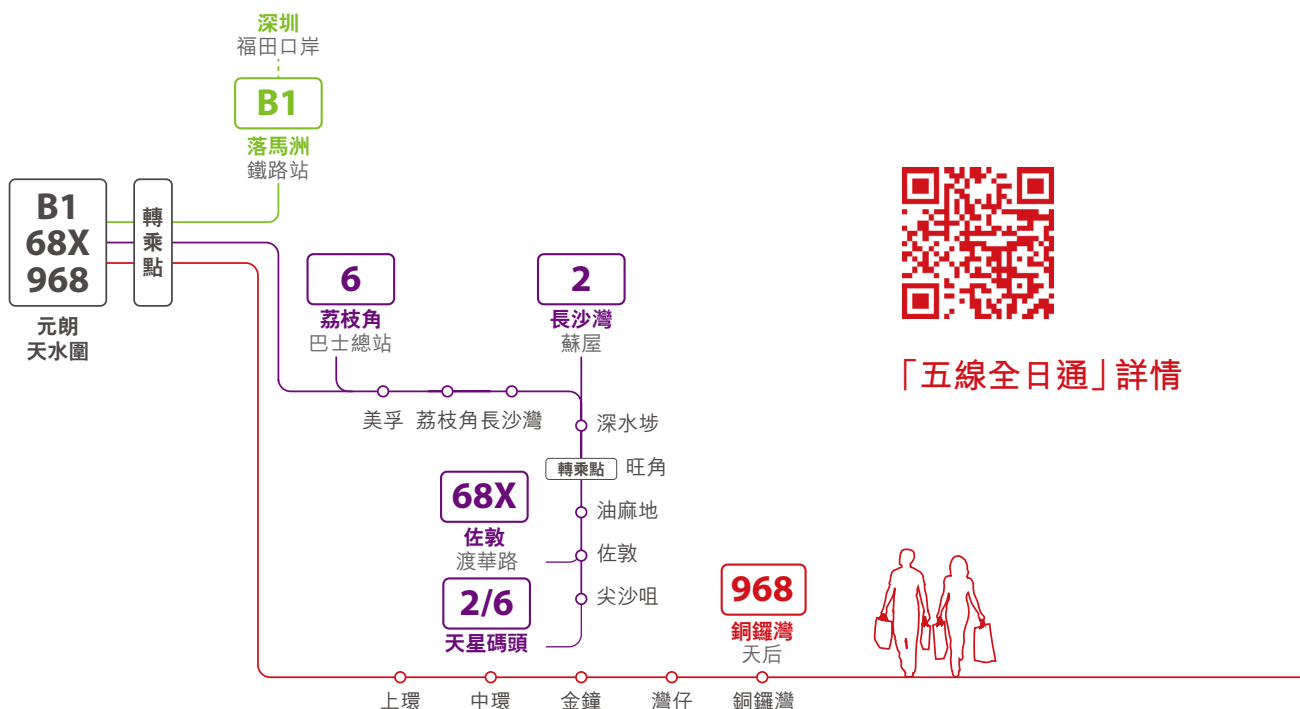 深圳
福田口岸
B1
落馬洲
鐵路站
B1
68X
968
元朗
天水圍
轉乘點
6
荔枝角
巴士總站
2
長沙灣
蘇屋
美孚
荔枝角
長沙灣
深水埗
轉乘點
旺角
油麻地
68X
佐敦
渡華路
佐敦
2/6
天星碼頭
尖沙咀
968
銅鑼灣
天后
上環
中環
金鐘
灣仔
銅鑼灣
「五線全日通」詳情